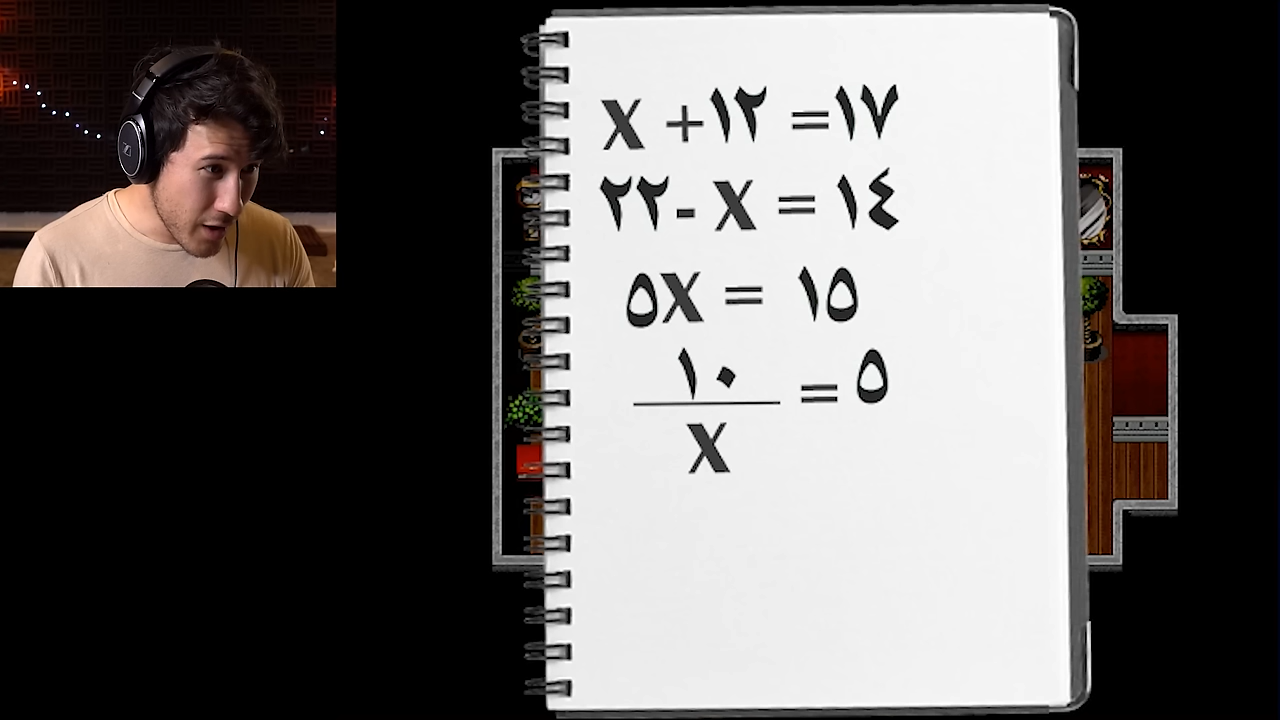 X + ١٢ = ١٧
٢٢ - X = ١٤
٥X = ١٥
١٠
X
= ٥